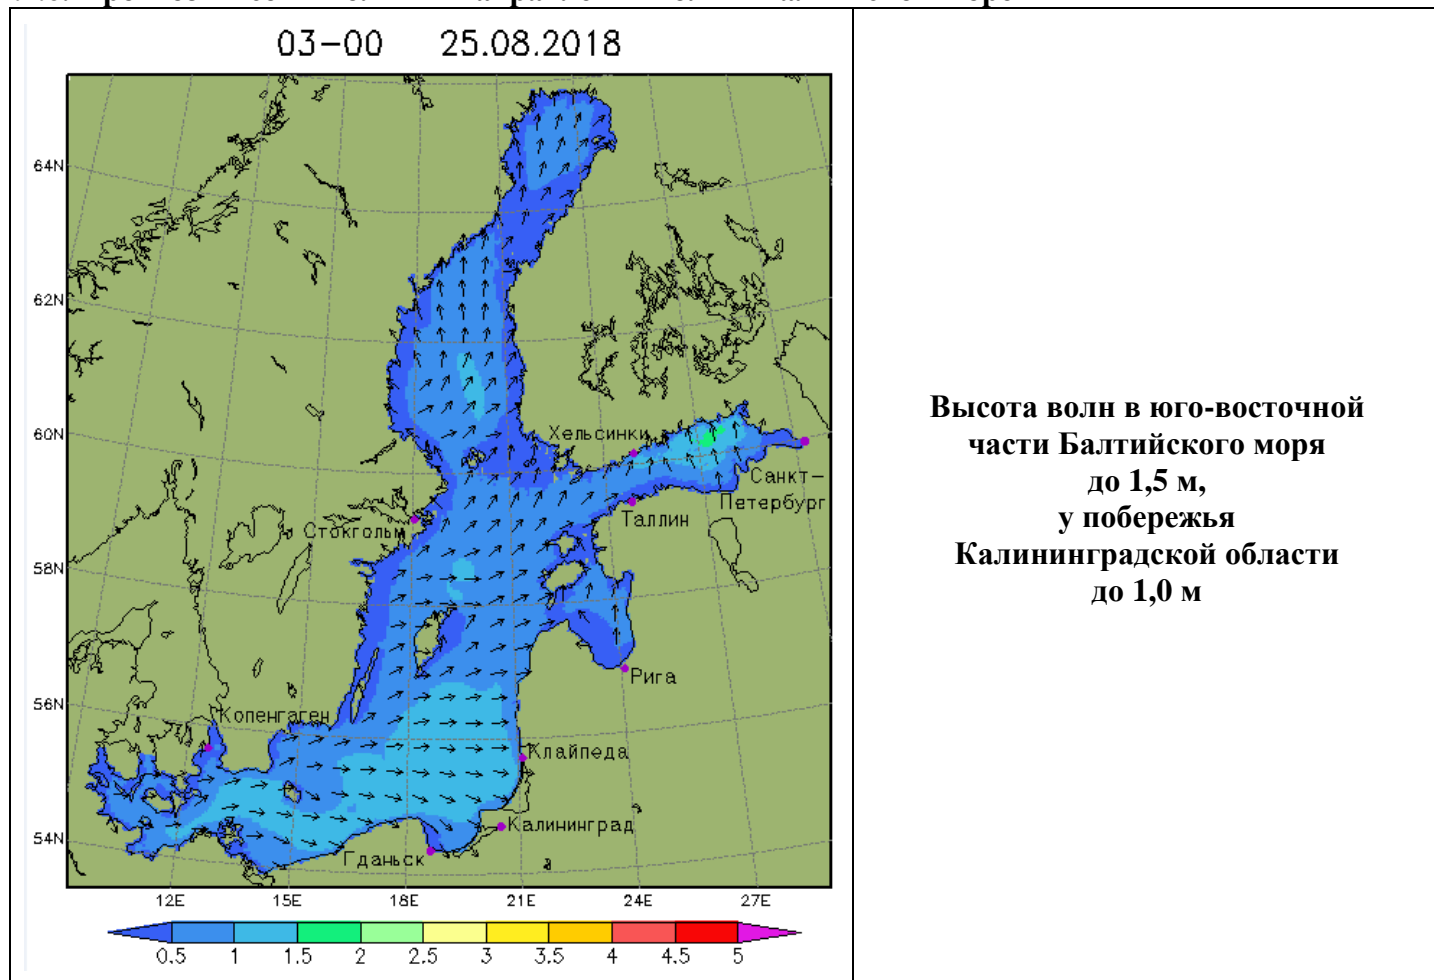 03-00 25.08.2018
64N
62N
60N
58N
56N
54N
Хельсинки
Санкт-
Петербург
Таллин
Стокгольм
Рига
Копенгаген
Клайпеда
Калининград
Гданьск
12E 15E 18E 21E 24E 27E
0.5 1 1.5 2 2.5 3 3.5 4 4.5 5
Высота волн в юго-восточной
части Балтийского моря
до 1,5 м,
у побережья
Калининградской области
до 1,0 м